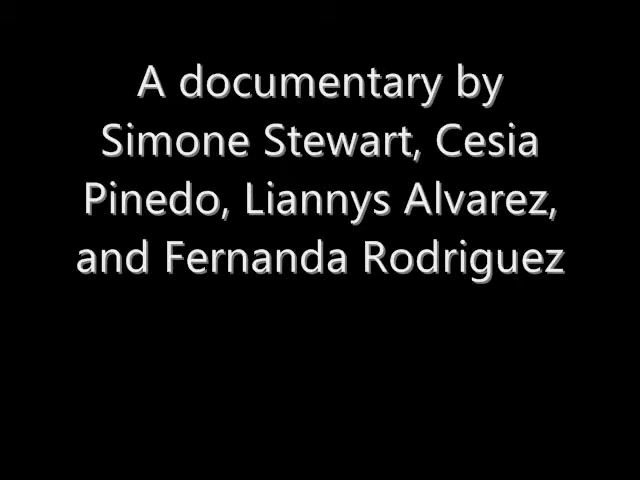 A documentary by
Simone Stewart, Cesia
Pinedo, Liannys Alvarez,
and Fernanda Rodriguez